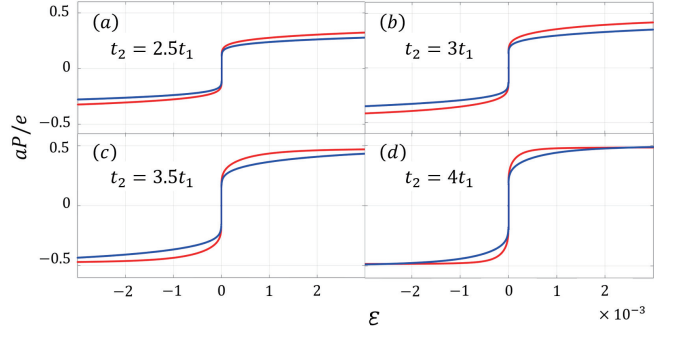 (a)
t₂ = 2.5t₁
(b)
t₂ = 3t₁
0.5
0
−0.5
(c)
t₂ = 3.5t₁
(d)
t₂ = 4t₁
0.5
0
−0.5
aP/e
−2 −1 0 1 2
−2 −1 0 1 2
ε
× 10⁻³